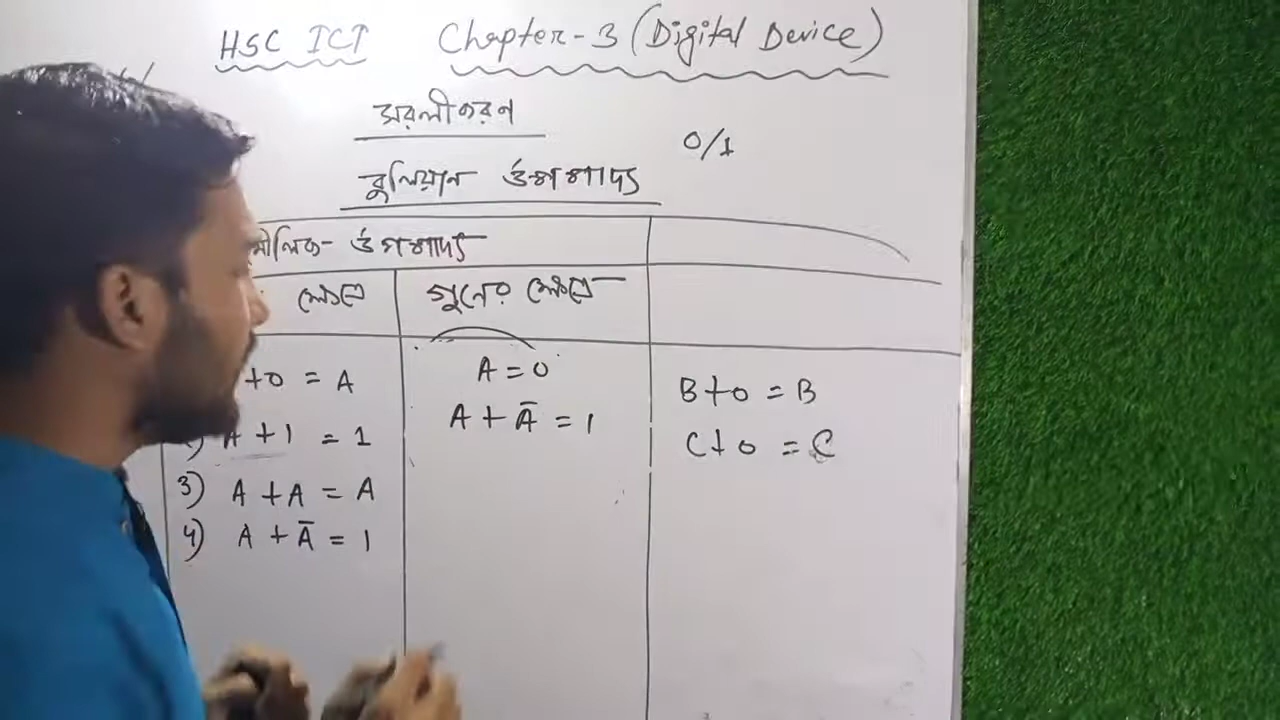 HSC ICT Chapter-3 (Digital Device)
সরলীকরণ
0/1
বুলিয়ান উপপাদ্য
মৌলিক- উপপাদ্য
ক্ষেত্রে
গুনের ক্ষেত্রে
+0 = A
A + 1 = 1
3) A + A = A
4) A + Ā = 1
A = 0
A + Ā = 1
B + 0 = B
C + 0 = C